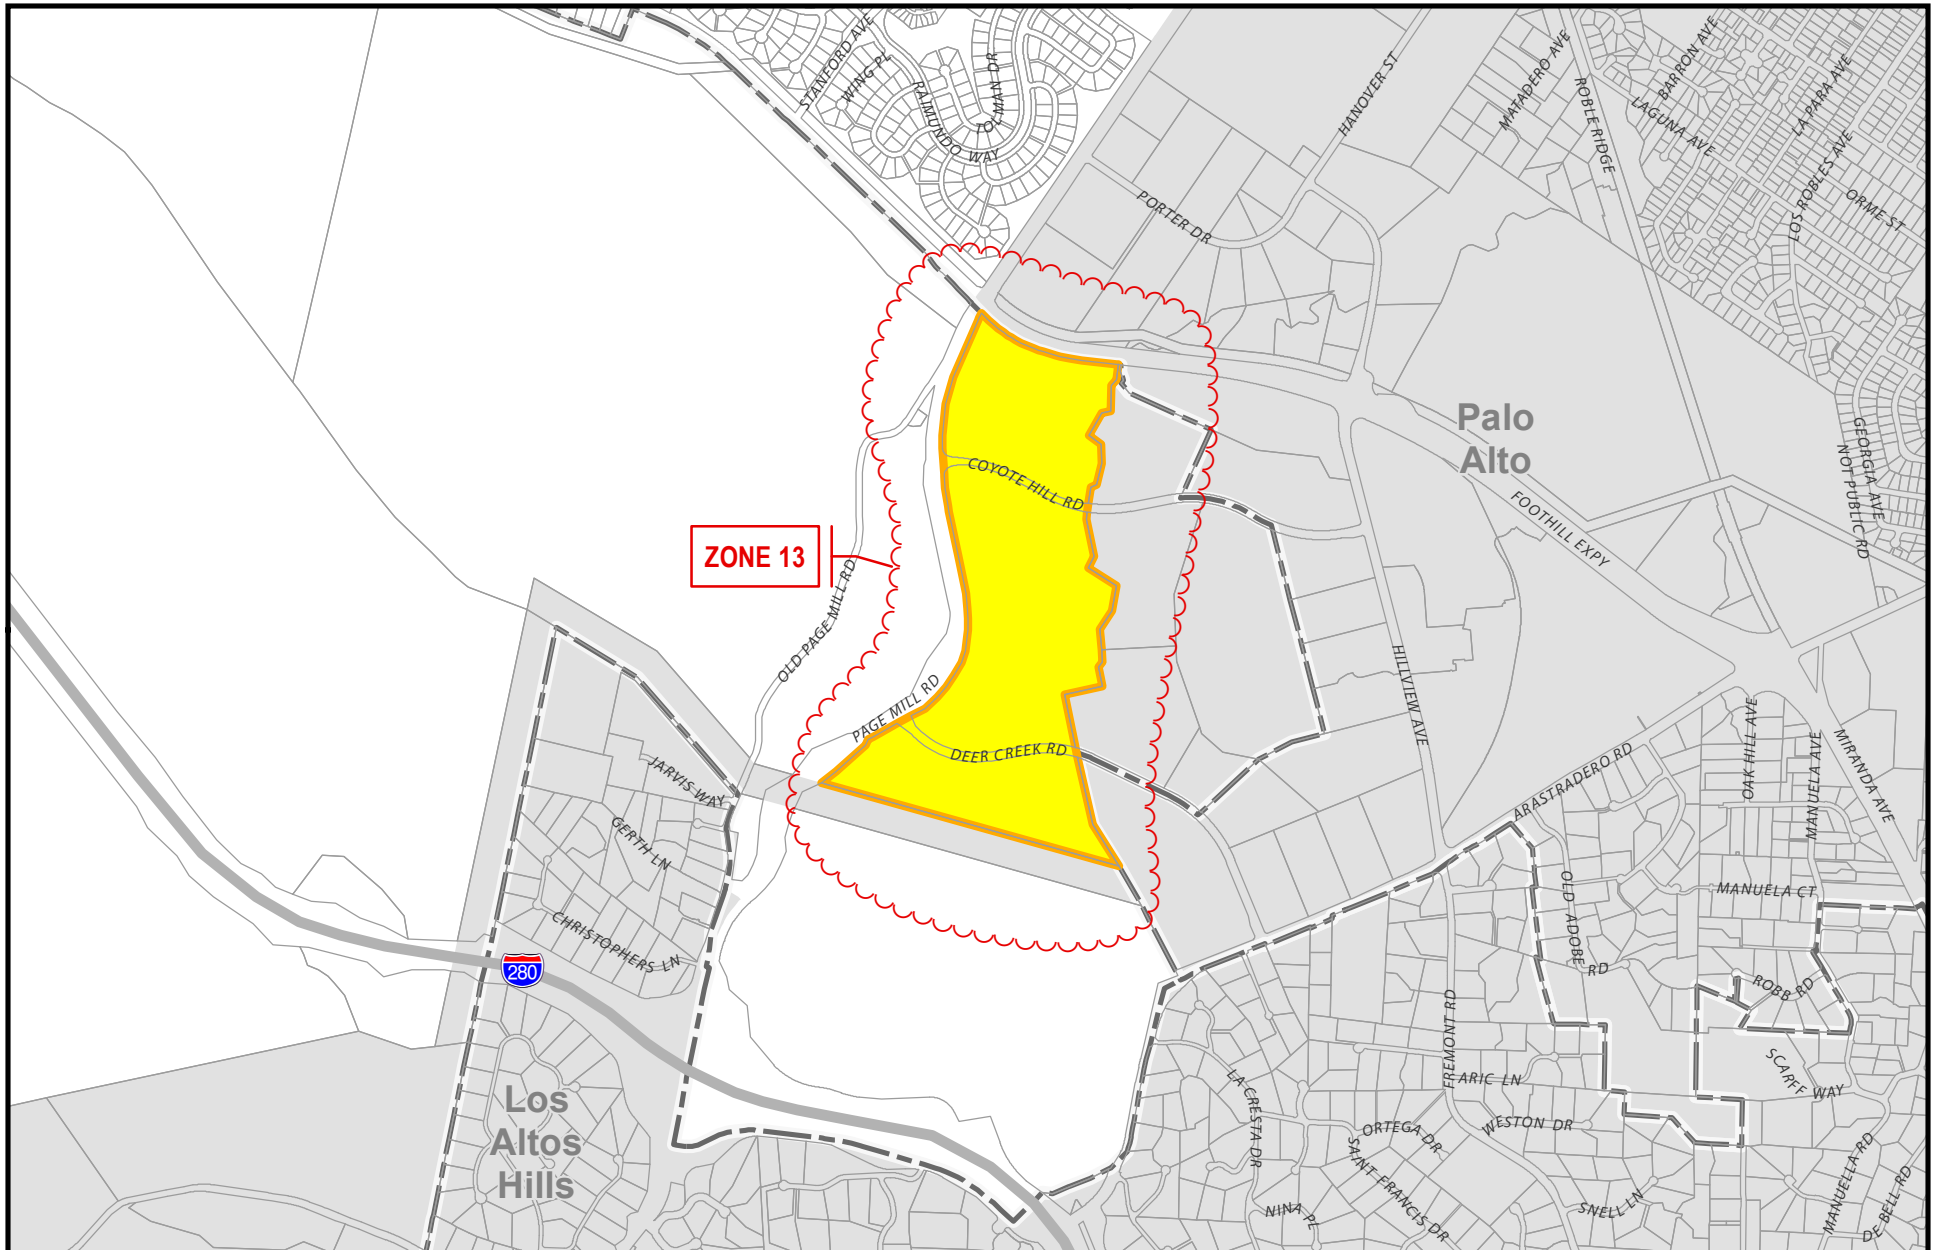 STANFORD AVE
WING PL
RAIMUNDO WAY
TOLMAN DR
HANOVER ST
MATADERO AVE
ROBLE RIDGE
BARRON AVE
LAGUNA AVE
LA PARA AVE
LOS ROBLES AVE
ORME ST
PORTER DR
Palo
Alto
GEORGIA AVE
NOT PUBLIC RD
COYOTE HILL RD
FOOTHILL EXPY
ZONE 13
OLD PAGE MILL RD
PAGE MILL RD
HILLVIEW AVE
DEER CREEK RD
JARVIS WAY
GERTH LN
CHRISTOPHERS LN
280
ARASTRADERO RD
OAK HILL AVE
MANUELA AVE
MIRANDA AVE
MANUELA CT
OLD ADOBE RD
ROBB RD
FREMONT RD
SCARFF WAY
LA CRESTA DR
ARIC LN
Los
Altos
Hills
ORTEGA DR
WESTON DR
SAINT FRANCIS DR
NINA PL
SNELL LN
MANUELLA RD
DE BELL RD